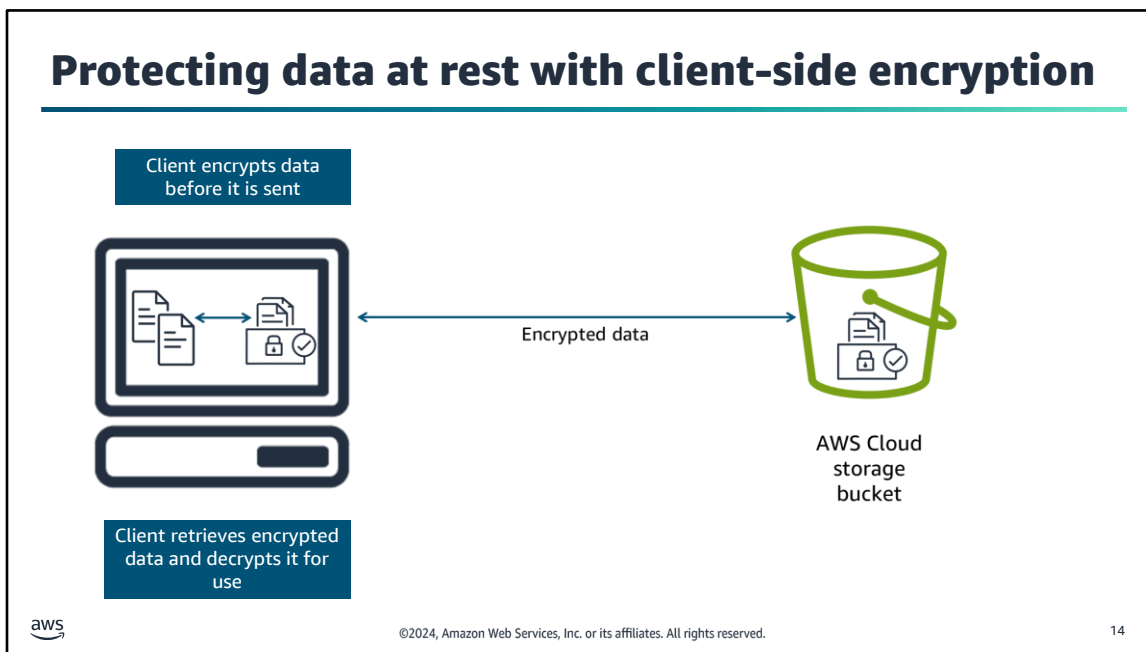 Protecting data at rest with client-side encryption
Client encrypts data
before it is sent
Encrypted data
AWS Cloud
storage
bucket
Client retrieves encrypted
data and decrypts it for
use
aws
©2024, Amazon Web Services, Inc. or its affiliates. All rights reserved.
14